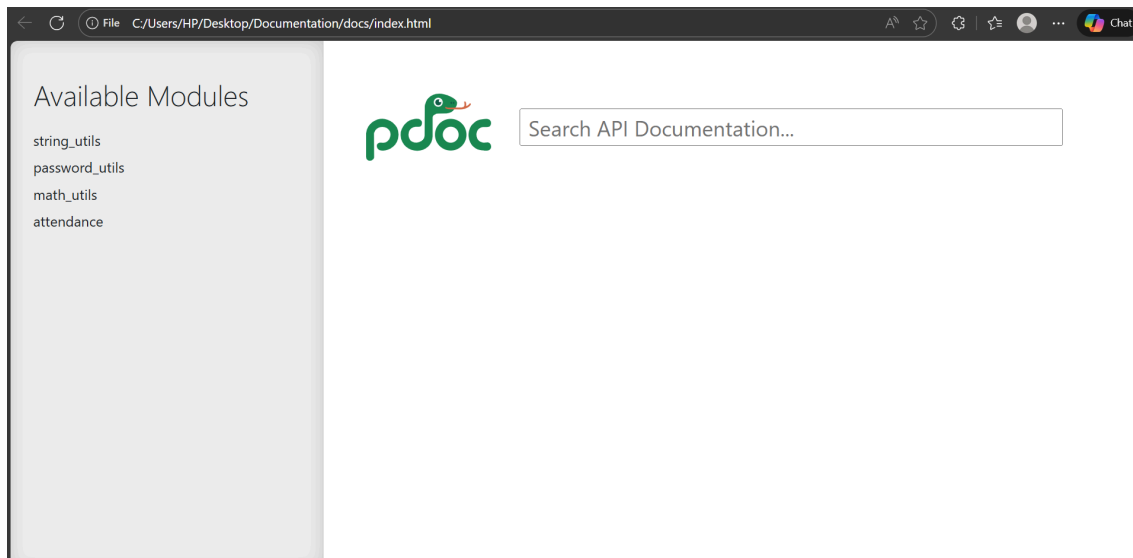 File C:/Users/HP/Desktop/Documentation/docs/index.html
Chat
Available Modules
string_utils
password_utils
math_utils
attendance
pdoc
Search API Documentation...